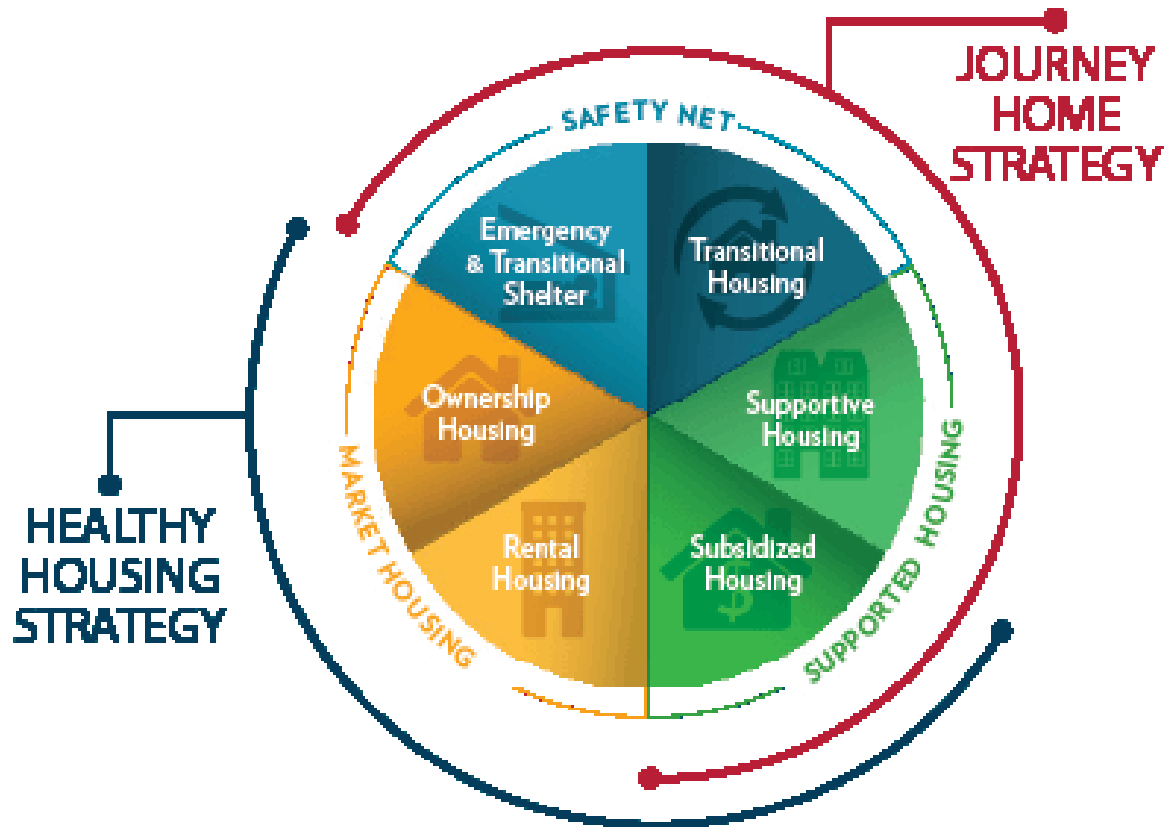 JOURNEY
HOME
STRATEGY
SAFETY NET
Emergency
& Transitional
Shelter
Transitional
Housing
Ownership
Housing
Supportive
Housing
MARKET HOUSING
SUPPORTED HOUSING
Rental
Housing
Subsidized
Housing
$
HEALTHY
HOUSING
STRATEGY